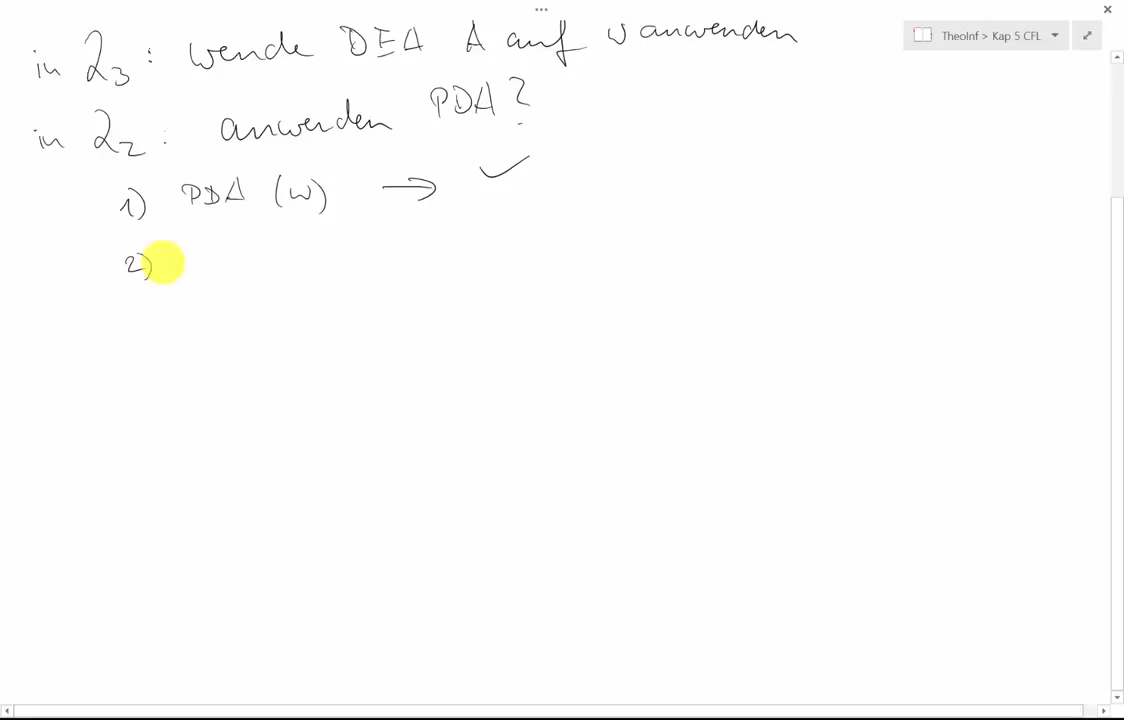 TheoInf > Kap 5 CFL
in L₃ : wende DEA A auf w anwenden
in L₂ : anwenden PDA?
1) PDA (w) → ✓
2)